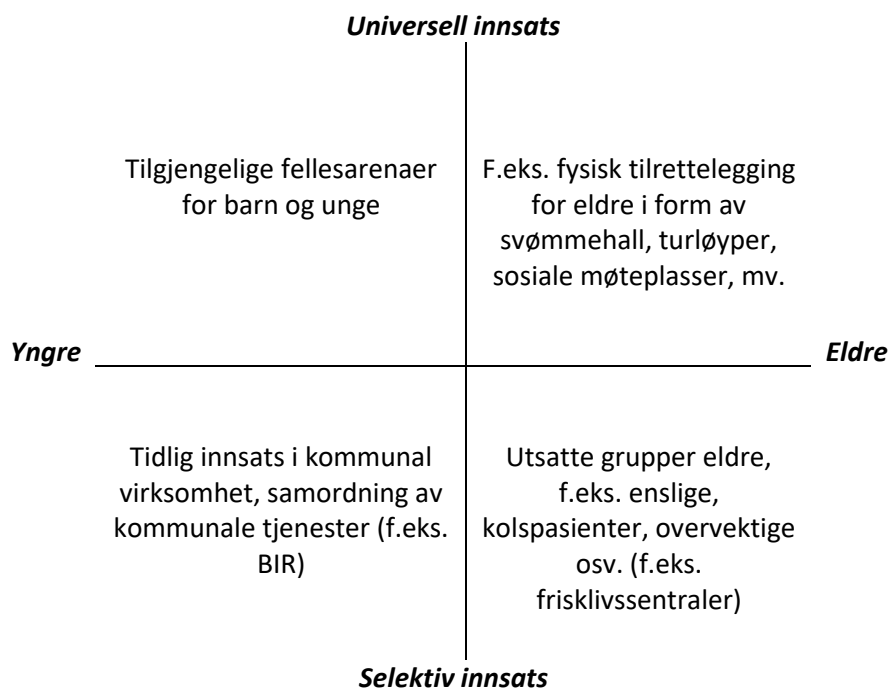 Universell innsats
Tilgjengelige fellesarenaer
for barn og unge
F.eks. fysisk tilrettelegging
for eldre i form av
svømmehall, turløyper,
sosiale møteplasser, mv.
Yngre
Eldre
Tidlig innsats i kommunal
virksomhet, samordning av
kommunale tjenester (f.eks.
BIR)
Utsatte grupper eldre,
f.eks. enslige,
kolspasienter, overvektige
osv. (f.eks.
frisklivssentraler)
Selektiv innsats